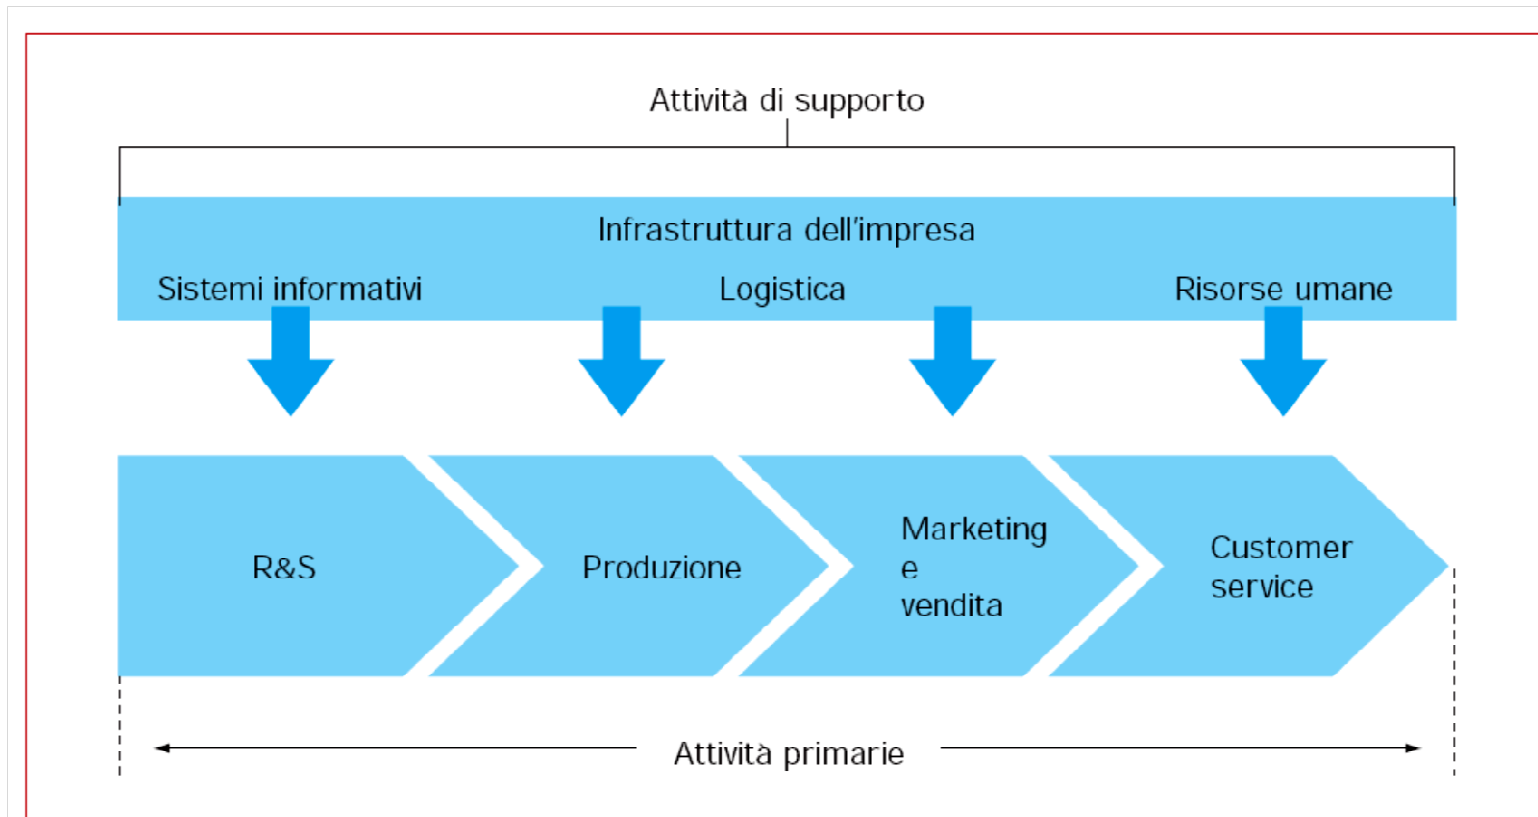 Attività di supporto
Infrastruttura dell'impresa
Sistemi informativi
Logistica
Risorse umane
R&S
Produzione
Marketing
e
vendita
Customer
service
Attività primarie